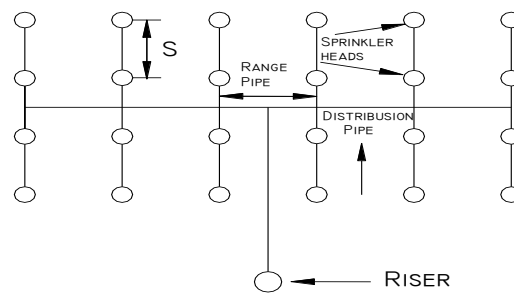 S
SPRINKLER
HEADS
RANGE
PIPE
DISTRIBUSION
PIPE
RISER